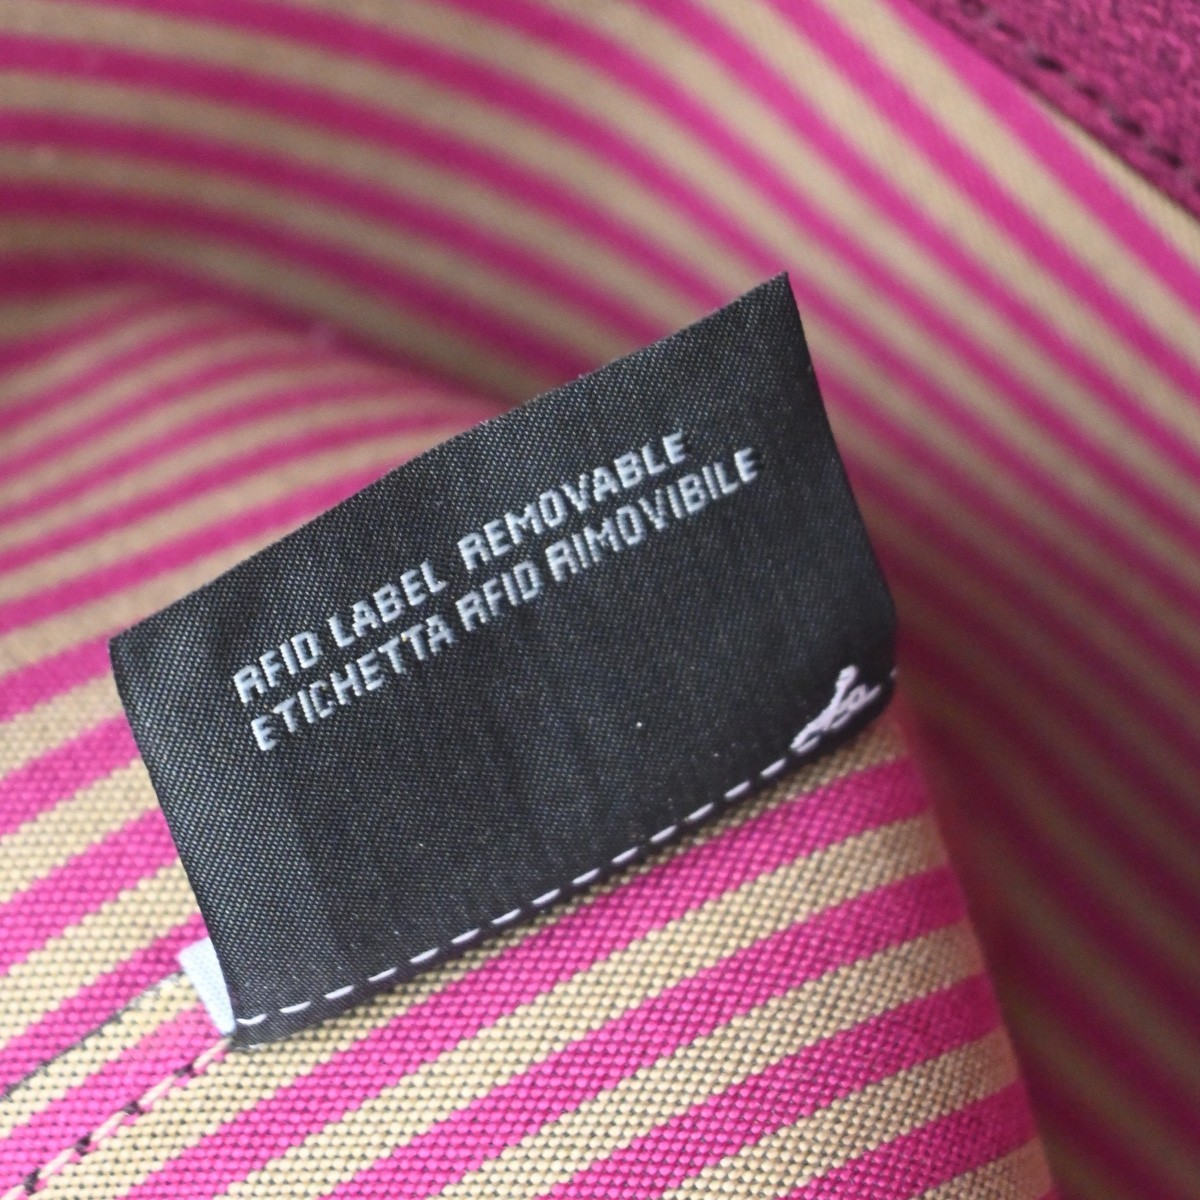 RFID LABEL REMOVABLE
ETICHETTA RFID RIMOVIBILE